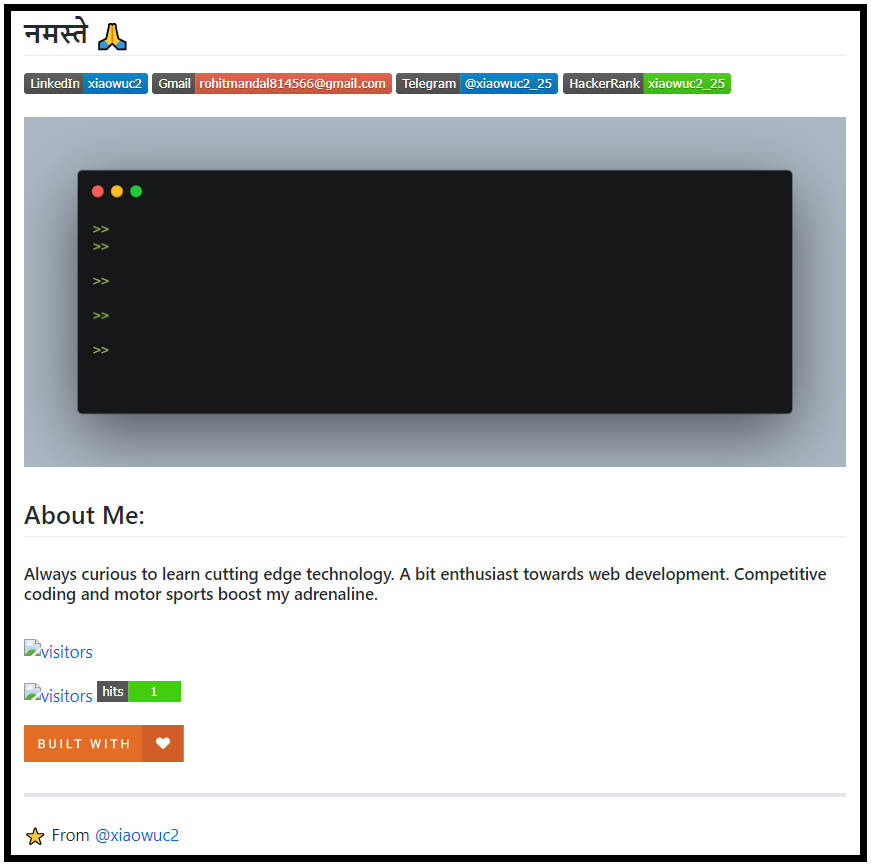 नमस्ते 🙏
LinkedIn xiaowuc2 Gmail rohitmandal814566@gmail.com Telegram @xiaowuc2_25 HackerRank xiaowuc2_25
>>
>>
>>
>>
>>
About Me:
Always curious to learn cutting edge technology. A bit enthusiast towards web development. Competitive
coding and motor sports boost my adrenaline.
visitors
visitors hits 1
BUILT WITH ♥
⭐ From @xiaowuc2